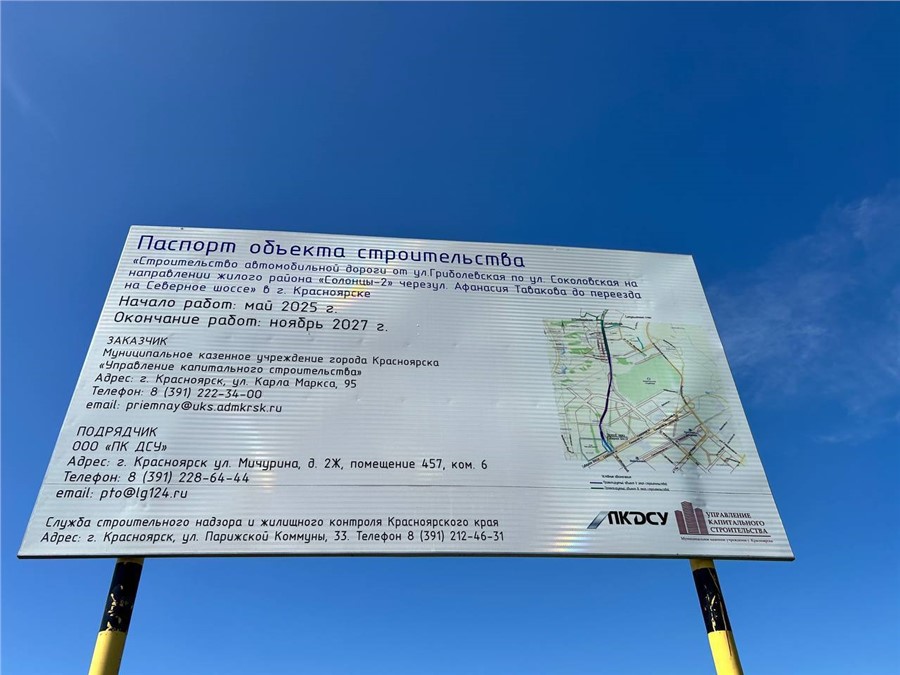 Паспорт объекта строительства
«Строительство автомобильной дороги от ул.Гриболевская по ул. Соколовская на
направлении жилого района «Солонцы-2» черезул. Афанасия Тавакова до переезда
на Северное шоссе» в г. Красноярске
Начало работ: май 2025 г.
Окончание работ: ноябрь 2027 г.
ЗАКАЗЧИК
Муниципальное казенное учреждение города Красноярска
«Управление капитального строительства»
Адрес: г. Красноярск, ул. Карла Маркса, 95
Телефон: 8 (391) 222-34-00
email: priemnay@uks.admkrsk.ru
ПОДРЯДЧИК
ООО «ПК ДСУ»
Адрес: г. Красноярск ул. Мичурина, д. 2Ж, помещение 457, ком. 6
Телефон: 8 (391) 228-64-44
email: pto@lg124.ru
Служба строительного надзора и жилищного контроля Красноярского края
Адрес: г. Красноярск, ул. Парижской Коммуны, 33. Телефон 8 (391) 212-46-31
ПКДСУ
УПРАВЛЕНИЕ
КАПИТАЛЬНОГО
СТРОИТЕЛЬСТВА